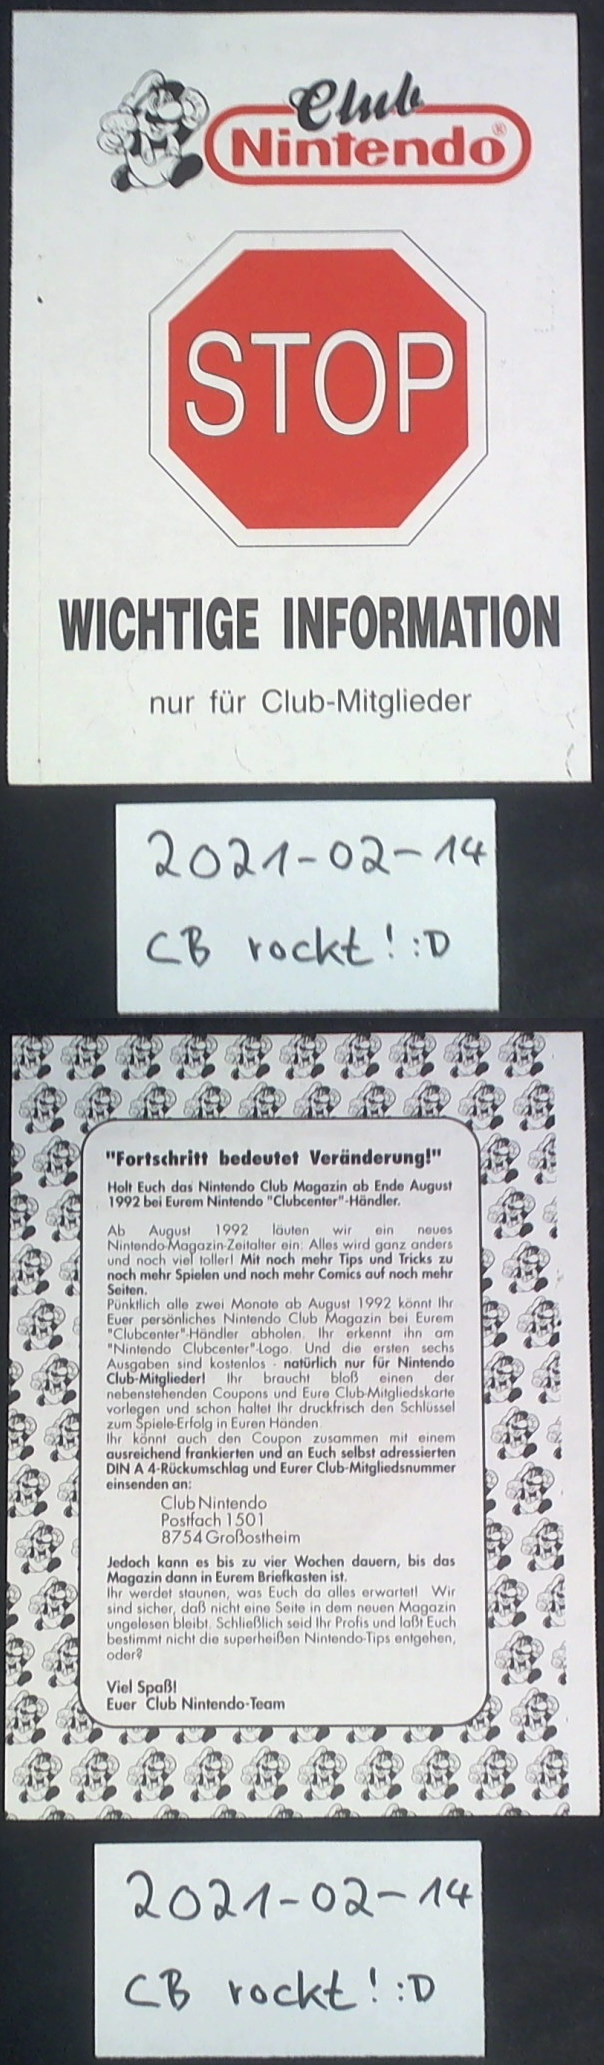 Club
Nintendo®
STOP
WICHTIGE INFORMATION
nur für Club-Mitglieder
2021-02-14
CB rockt! :D
"Fortschritt bedeutet Veränderung!"
Holt Euch das Nintendo Club Magazin ab Ende August
1992 bei Eurem Nintendo "Clubcenter"-Händler.
Ab August 1992 läuten wir ein neues
Nintendo-Magazin-Zeitalter ein: Alles wird ganz anders
und noch viel toller! Mit noch mehr Tips und Tricks zu
noch mehr Spielen und noch mehr Comics auf noch mehr
Seiten.
Pünktlich alle zwei Monate ab August 1992 könnt Ihr
Euer persönliches Nintendo Club Magazin bei Eurem
"Clubcenter"-Händler abholen. Ihr erkennt ihn am
"Nintendo Clubcenter"-Logo. Und die ersten sechs
Ausgaben sind kostenlos - natürlich nur für Nintendo
Club-Mitglieder! Ihr braucht bloß einen der
nebenstehenden Coupons und Eure Club-Mitgliedskarte
vorlegen und schon haltet Ihr druckfrisch den Schlüssel
zum Spiele-Erfolg in Euren Händen.
Ihr könnt auch den Coupon zusammen mit einem
ausreichend frankierten und an Euch selbst adressierten
DIN A 4-Rückumschlag und Eurer Club-Mitgliedsnummer
einsenden an:
Club Nintendo
Postfach 1501
8754 Großostheim
Jedoch kann es bis zu vier Wochen dauern, bis das
Magazin dann in Eurem Briefkasten ist.
Ihr werdet staunen, was Euch da alles erwartet! Wir
sind sicher, daß nicht eine Seite in dem neuen Magazin
ungelesen bleibt. Schließlich seid Ihr Profis und laßt Euch
bestimmt nicht die superheißen Nintendo-Tips entgehen,
oder?
Viel Spaß!
Euer Club Nintendo-Team
2021-02-14
CB rockt! :D